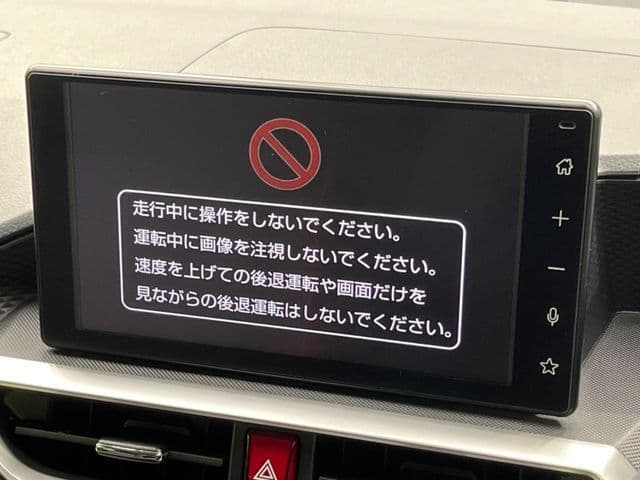 走行中に操作をしないでください。
運転中に画像を注視しないでください。
速度を上げての後退運転や画面だけを
見ながらの後退運転はしないでください。